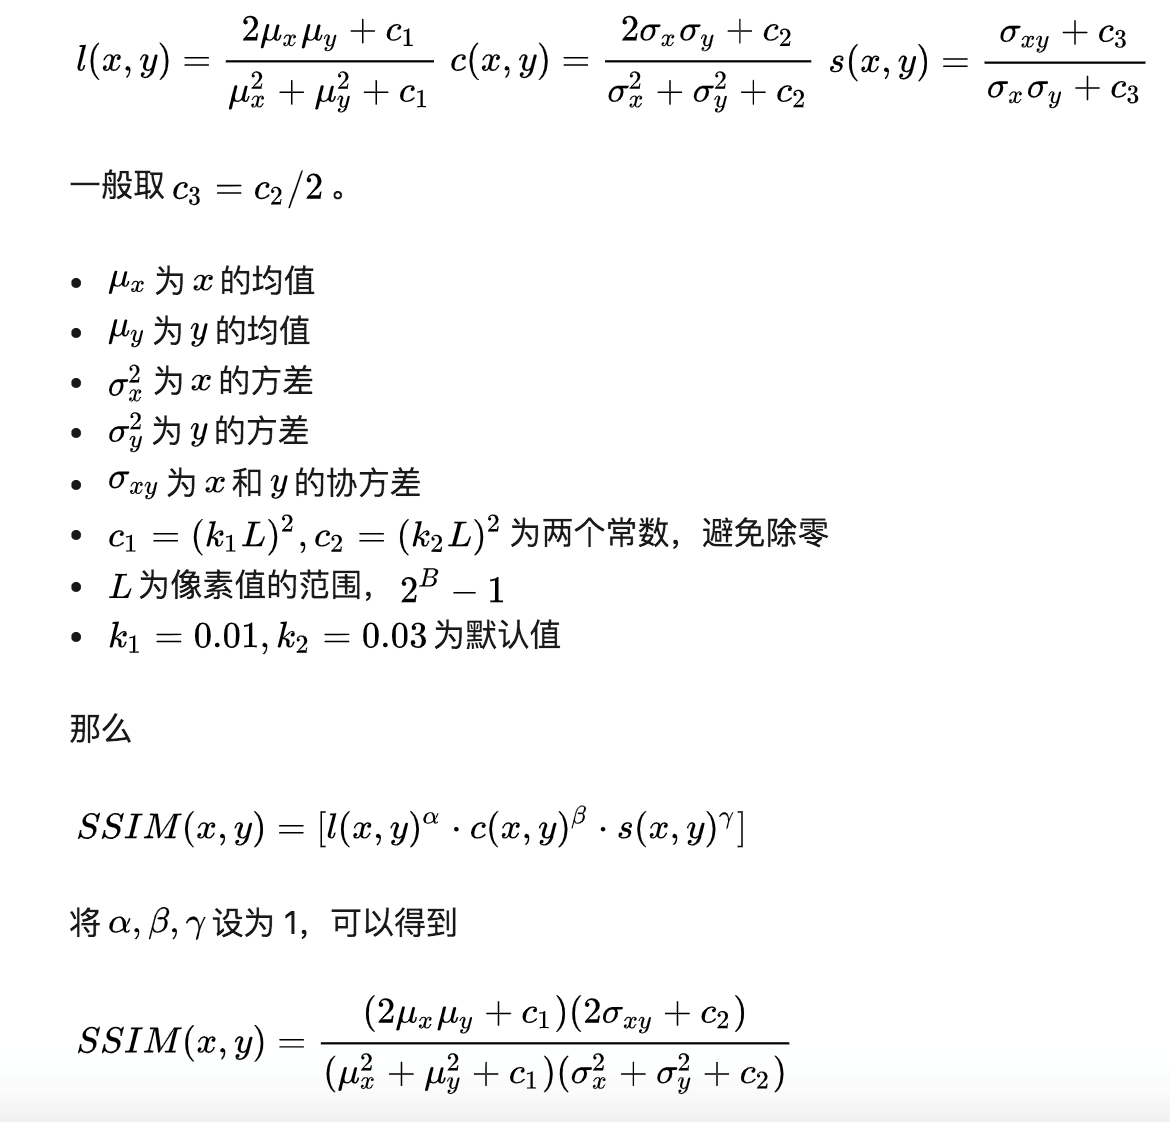 l(x, y) = \frac{2\mu_x\mu_y + c_1}{\mu_x^2 + \mu_y^2 + c_1} c(x, y) = \frac{2\sigma_x\sigma_y + c_2}{\sigma_x^2 + \sigma_y^2 + c_2} s(x, y) = \frac{\sigma_{xy} + c_3}{\sigma_x\sigma_y + c_3}
一般取 c_3 = c_2/2 。
• \mu_x 为 x 的均值
• \mu_y 为 y 的均值
• \sigma_x^2 为 x 的方差
• \sigma_y^2 为 y 的方差
• \sigma_{xy} 为 x 和 y 的协方差
• c_1 = (k_1L)^2, c_2 = (k_2L)^2 为两个常数，避免除零
• L 为像素值的范围， 2^B - 1
• k_1 = 0.01, k_2 = 0.03 为默认值
那么
SSIM(x, y) = [l(x, y)^\alpha \cdot c(x, y)^\beta \cdot s(x, y)^\gamma]
将 \alpha, \beta, \gamma 设为 1，可以得到
SSIM(x, y) = \frac{(2\mu_x\mu_y + c_1)(2\sigma_{xy} + c_2)}{(\mu_x^2 + \mu_y^2 + c_1)(\sigma_x^2 + \sigma_y^2 + c_2)}